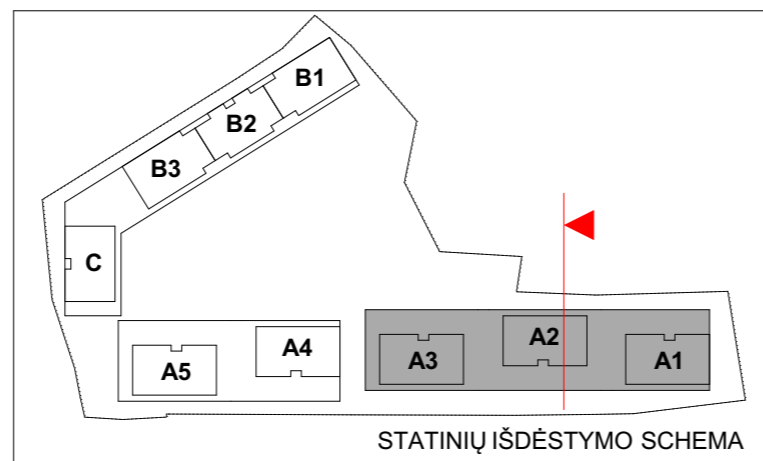 B1
B2
B3
C
A2
A4
A3
A1
A5
STATINIŲ IŠDĖSTYMO SCHEMA